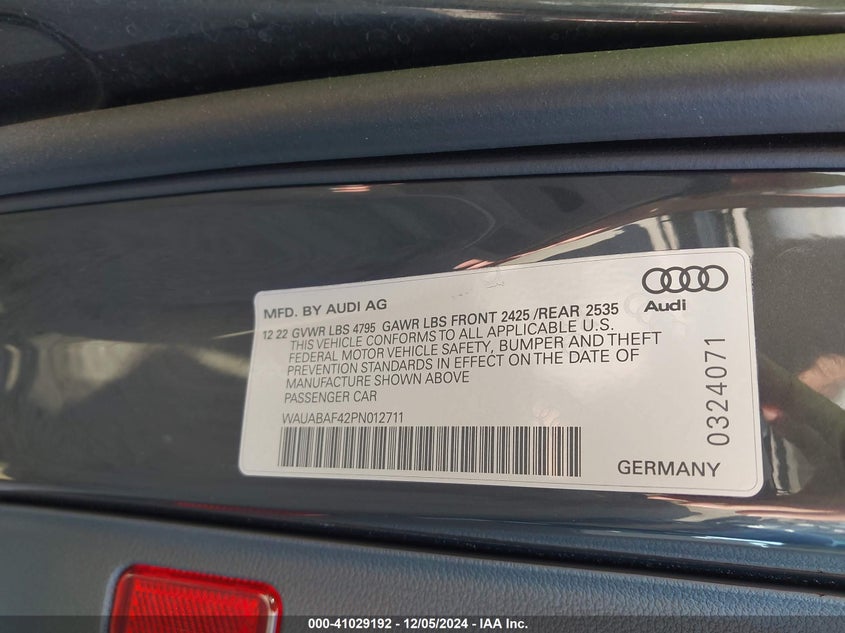 Audi
MFD. BY AUDI AG
12 22 GVWR LBS 4795 GAWR LBS FRONT 2425 /REAR 2535
THIS VEHICLE CONFORMS TO ALL APPLICABLE U.S.
FEDERAL MOTOR VEHICLE SAFETY, BUMPER AND THEFT
PREVENTION STANDARDS IN EFFECT ON THE DATE OF
MANUFACTURE SHOWN ABOVE
PASSENGER CAR
WAUABAF42PN012711
0324071
GERMANY
000-41029192 - 12/05/2024 - IAA, Inc.